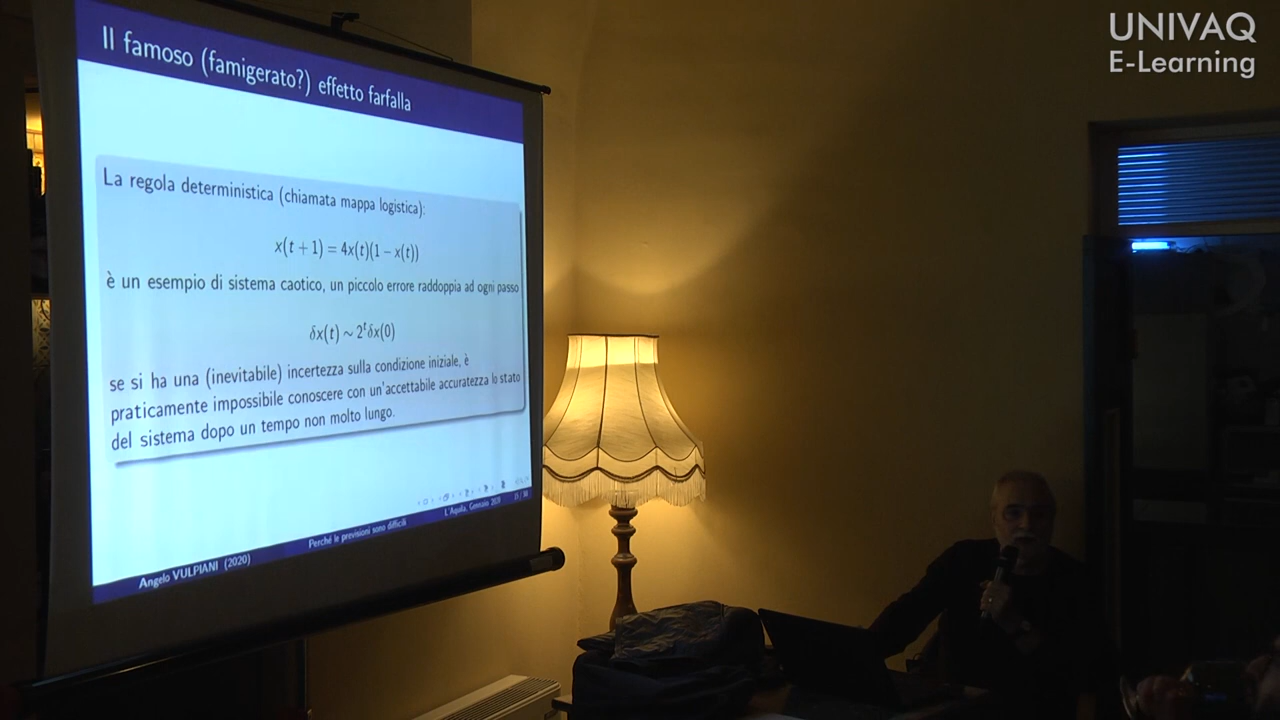 UNIVAQ
E-Learning
Il famoso (famigerato?) effetto farfalla
La regola deterministica (chiamata mappa logistica):
x(t + 1) = 4x(t)(1 − x(t))
è un esempio di sistema caotico, un piccolo errore raddoppia ad ogni passo
δx(t) ∼ 2^t δx(0)
se si ha una (inevitabile) incertezza sulla condizione iniziale, è
praticamente impossibile conoscere con un'accettabile accuratezza lo stato
del sistema dopo un tempo non molto lungo.
Angelo VULPIANI (2020)
Perché le previsioni sono difficili
L'Aquila, Gennaio 2020